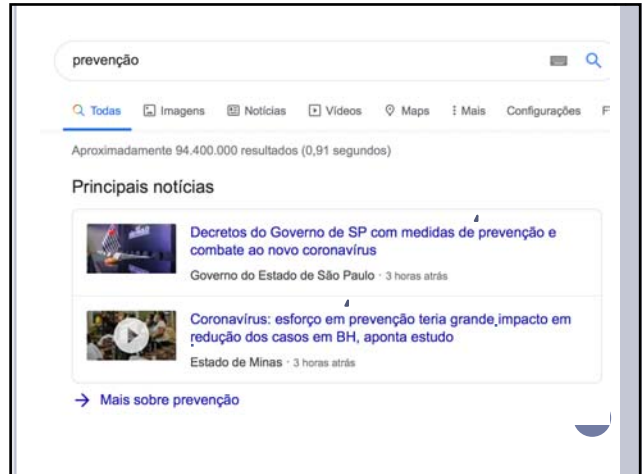 prevenção
Todas Imagens Notícias Vídeos Maps Mais Configurações F
Aproximadamente 94.400.000 resultados (0,91 segundos)
Principais notícias
Decretos do Governo de SP com medidas de prevenção e
combate ao novo coronavírus
Governo do Estado de São Paulo · 3 horas atrás
Coronavírus: esforço em prevenção teria grande impacto em
redução dos casos em BH, aponta estudo
Estado de Minas · 3 horas atrás
→ Mais sobre prevenção